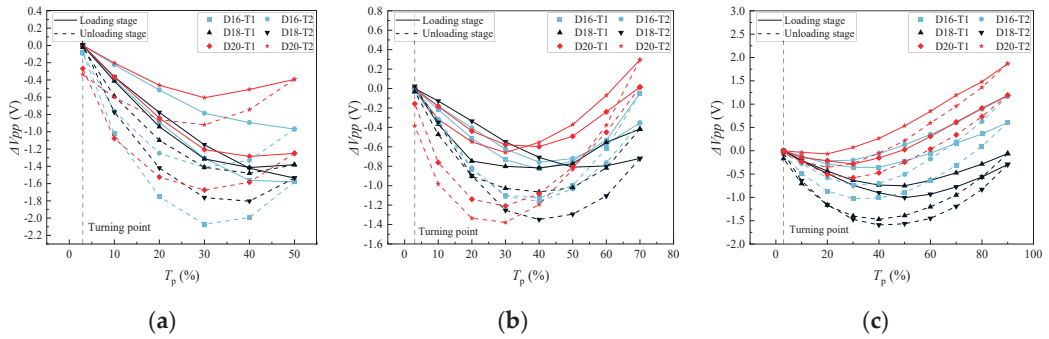 Loading stage
Unloading stage
D16-T1
D16-T2
D18-T1
D18-T2
D20-T1
D20-T2
0.4
0.2
0.0
-0.2
-0.4
-0.6
-0.8
-1.0
-1.2
-1.4
-1.6
-1.8
-2.0
-2.2
ΔVpp (V)
Turning point
0 10 20 30 40 50
Tp (%)
(a)
Loading stage
Unloading stage
D16-T1
D16-T2
D18-T1
D18-T2
D20-T1
D20-T2
0.8
0.6
0.4
0.2
0.0
-0.2
-0.4
-0.6
-0.8
-1.0
-1.2
-1.4
-1.6
ΔVpp (V)
Turning point
0 10 20 30 40 50 60 70 80
Tp (%)
(b)
Loading stage
Unloading stage
D16-T1
D16-T2
D18-T1
D18-T2
D20-T1
D20-T2
3.0
2.5
2.0
1.5
1.0
0.5
0.0
-0.5
-1.0
-1.5
-2.0
ΔVpp (V)
Turning point
0 20 40 60 80 100
Tp (%)
(c)